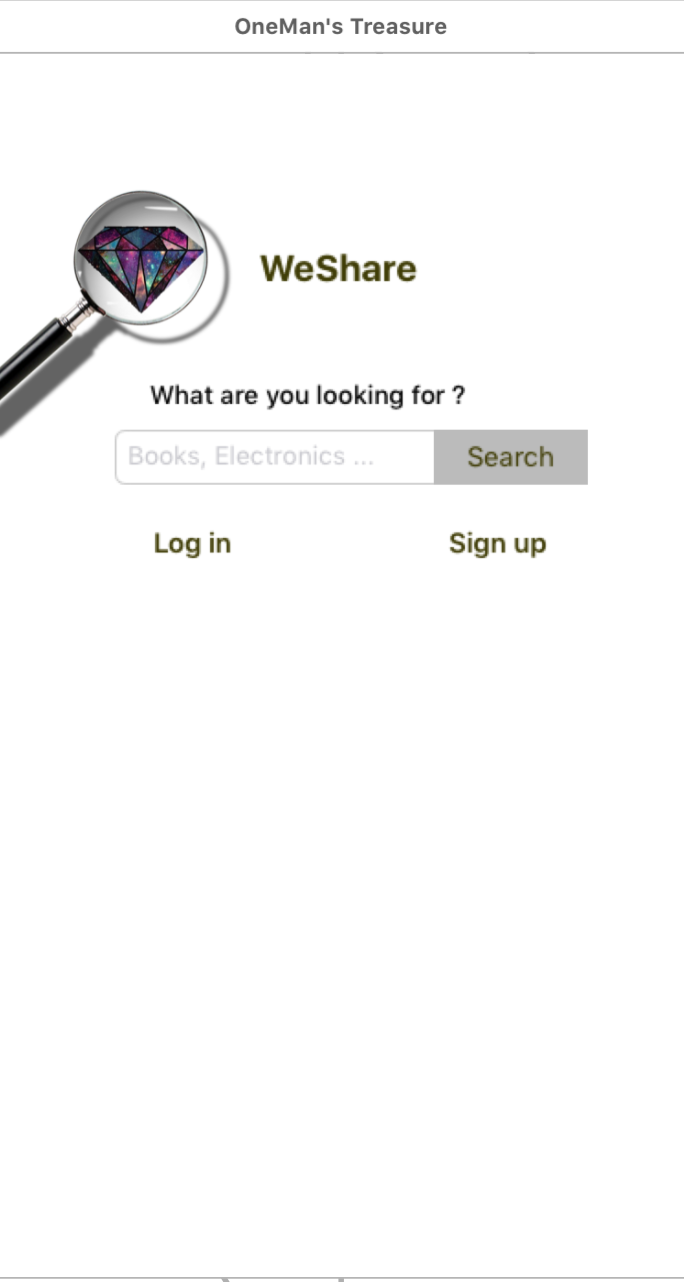 OneMan's Treasure
WeShare
What are you looking for ?
Books, Electronics ...
Search
Log in
Sign up